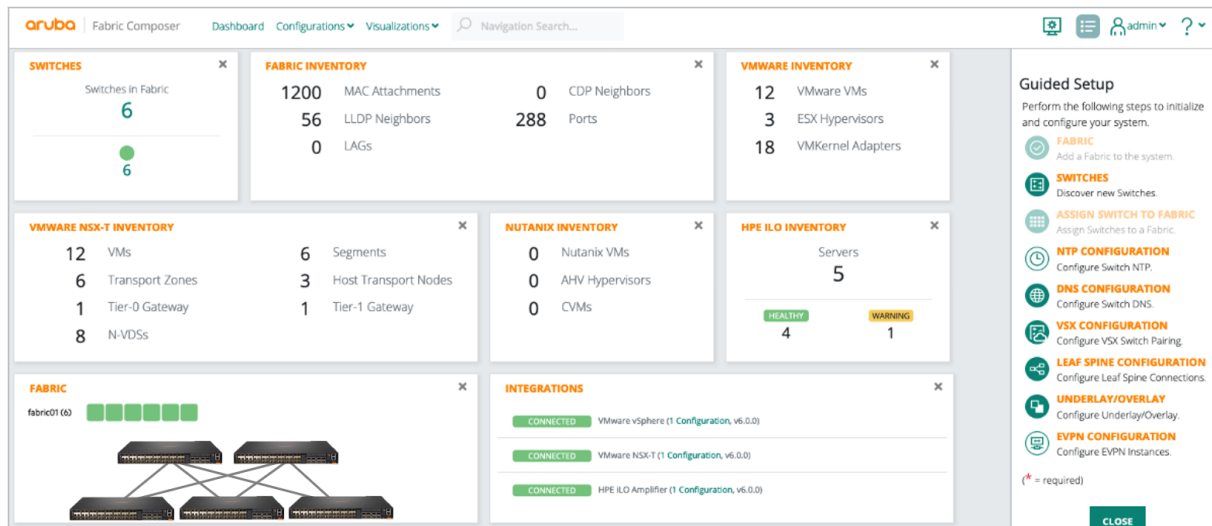 aruba Fabric Composer Dashboard Configurations Visualizations Navigation Search... admin ?
SWITCHES
Switches in Fabric
6
6
FABRIC INVENTORY
1200 MAC Attachments 0 CDP Neighbors
56 LLDP Neighbors 288 Ports
0 LAGs
VMWARE INVENTORY
12 VMware VMs
3 ESX Hypervisors
18 VMKernel Adapters
VMWARE NSX-T INVENTORY
12 VMs 6 Segments
6 Transport Zones 3 Host Transport Nodes
1 Tier-0 Gateway 1 Tier-1 Gateway
8 N-VDSs
NUTANIX INVENTORY
0 Nutanix VMs
0 AHV Hypervisors
0 CVMs
HPE ILO INVENTORY
Servers
5
HEALTHY WARNING
4 1
FABRIC
fabric01 (6)
INTEGRATIONS
CONNECTED VMware vSphere (1 Configuration, v6.0.0)
CONNECTED VMware NSX-T (1 Configuration, v6.0.0)
CONNECTED HPE iLO Amplifier (1 Configuration, v6.0.0)
Guided Setup
Perform the following steps to initialize
and configure your system.
FABRIC
Add a Fabric to the system.
SWITCHES
Discover new Switches.
ASSIGN SWITCH TO FABRIC
Assign Switches to a Fabric.
NTP CONFIGURATION
Configure Switch NTP.
DNS CONFIGURATION
Configure Switch DNS.
VSX CONFIGURATION
Configure VSX Switch Pairing.
LEAF SPINE CONFIGURATION
Configure Leaf Spine Connections.
UNDERLAY/OVERLAY
Configure Underlay/Overlay.
EVPN CONFIGURATION
Configure EVPN Instances.
(* = required)
CLOSE